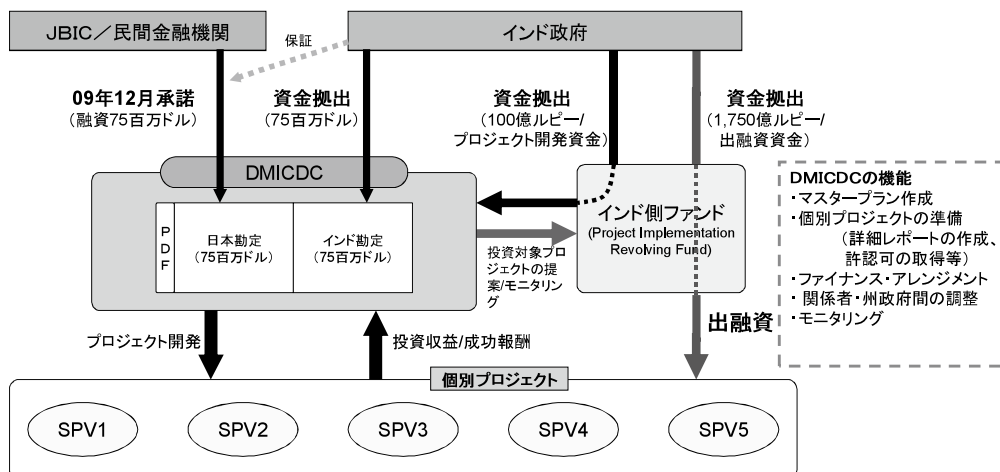 JBIC／民間金融機関
インド政府
保証
09年12月承諾
（融資75百万ドル）
資金拠出
（75百万ドル）
資金拠出
（100億ルピー/
プロジェクト開発資金）
資金拠出
（1,750億ルピー/
出融資資金）
DMICDC
PDF
日本勘定
（75百万ドル）
インド勘定
（75百万ドル）
投資対象プロ
ジェクトの提
案/モニタリ
ング
インド側ファンド
(Project Implementation
Revolving Fund)
DMICDCの機能
・マスタープラン作成
・個別プロジェクトの準備
（詳細レポートの作成、
許認可の取得等）
・ファイナンス・アレンジメント
・関係者・州政府間の調整
・モニタリング
プロジェクト開発
投資収益/成功報酬
出融資
個別プロジェクト
SPV1
SPV2
SPV3
SPV4
SPV5